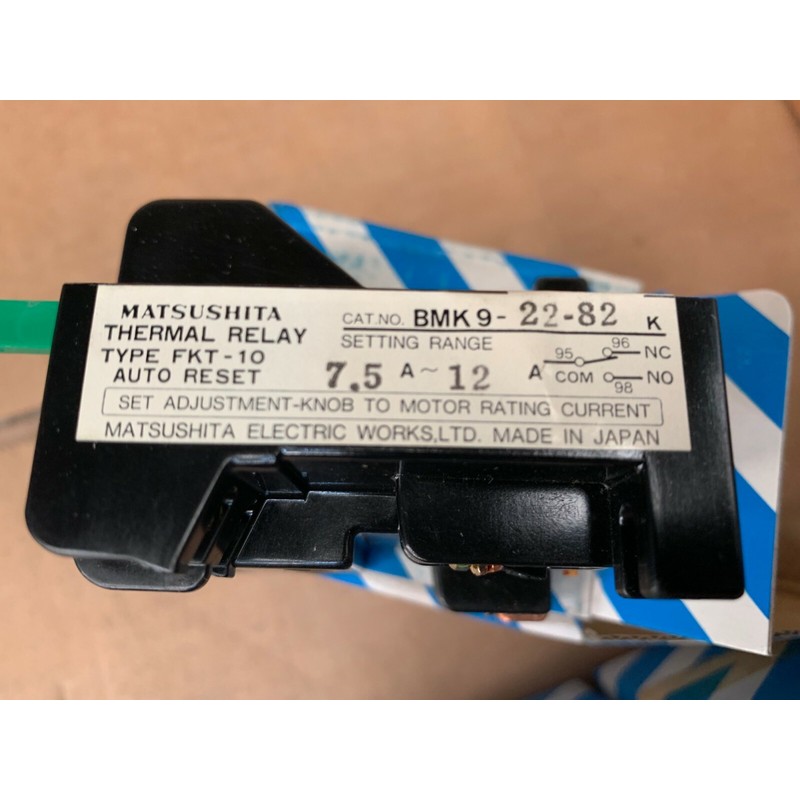 MATSUSHITA
THERMAL RELAY
TYPE FKT-10
AUTO RESET
CAT.NO. BMK9-22-82 K
SETTING RANGE
7.5 A ~ 12 A
95 96 NC
COM 98 NO
SET ADJUSTMENT-KNOB TO MOTOR RATING CURRENT
MATSUSHITA ELECTRIC WORKS,LTD. MADE IN JAPAN